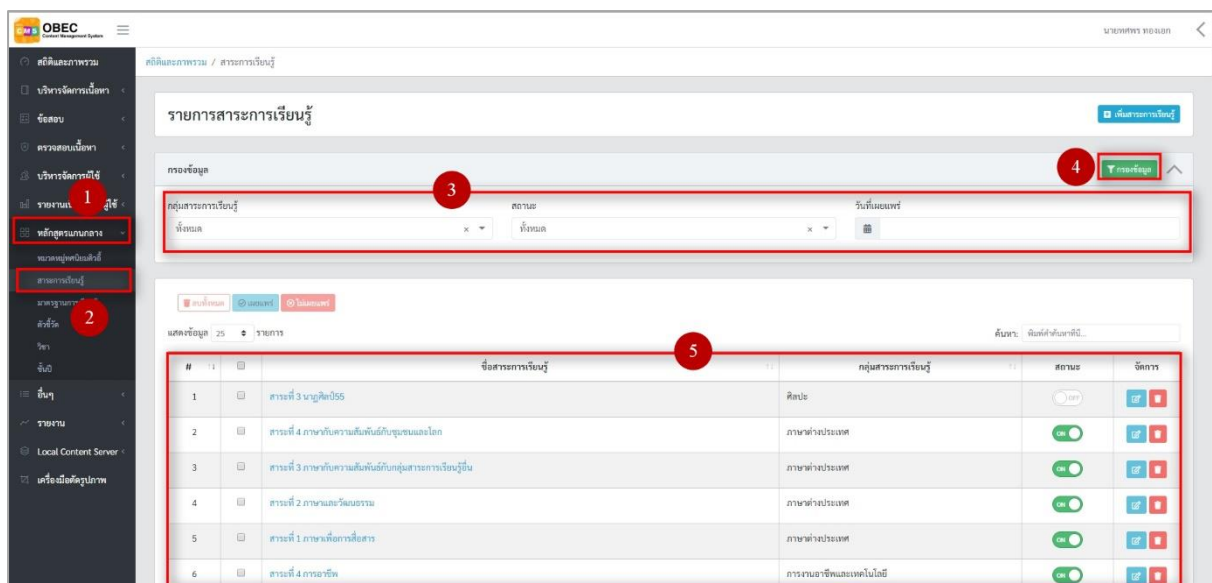 CMS OBEC
Content Management System
นายทศพร ทองเอก
สถิติและภาพรวม
บริหารจัดการเนื้อหา
ข้อสอบ
ตรวจสอบเนื้อหา
บริหารจัดการผู้ใช้
หลักสูตรแกนกลาง
สาระการเรียนรู้
ตัวชี้วัด
วิชา
ชั้นปี
อื่นๆ
รายงาน
Local Content Server
เครื่องมือตัดรูปภาพ
1
2
สถิติและภาพรวม / สาระการเรียนรู้
รายการสาระการเรียนรู้
เพิ่มสาระการเรียนรู้
กรองข้อมูล
4
กรองข้อมูล
3
กลุ่มสาระการเรียนรู้ สถานะ วันที่เผยแพร่
ทั้งหมด × ทั้งหมด ×
ลบทั้งหมด เผยแพร่ ไม่เผยแพร่
แสดงข้อมูล 25 รายการ ค้นหา: พิมพ์คำค้นหาที่นี่...
5
# ชื่อสาระการเรียนรู้ กลุ่มสาระการเรียนรู้ สถานะ จัดการ
1 สาระที่ 3 นาฏศิลป์55 ศิลปะ OFF
2 สาระที่ 4 ภาษากับความสัมพันธ์กับชุมชนและโลก ภาษาต่างประเทศ ON
3 สาระที่ 3 ภาษากับความสัมพันธ์กับกลุ่มสาระการเรียนรู้อื่น ภาษาต่างประเทศ ON
4 สาระที่ 2 ภาษาและวัฒนธรรม ภาษาต่างประเทศ ON
5 สาระที่ 1 ภาษาเพื่อการสื่อสาร ภาษาต่างประเทศ ON
6 สาระที่ 4 การอาชีพ การงานอาชีพและเทคโนโลยี ON